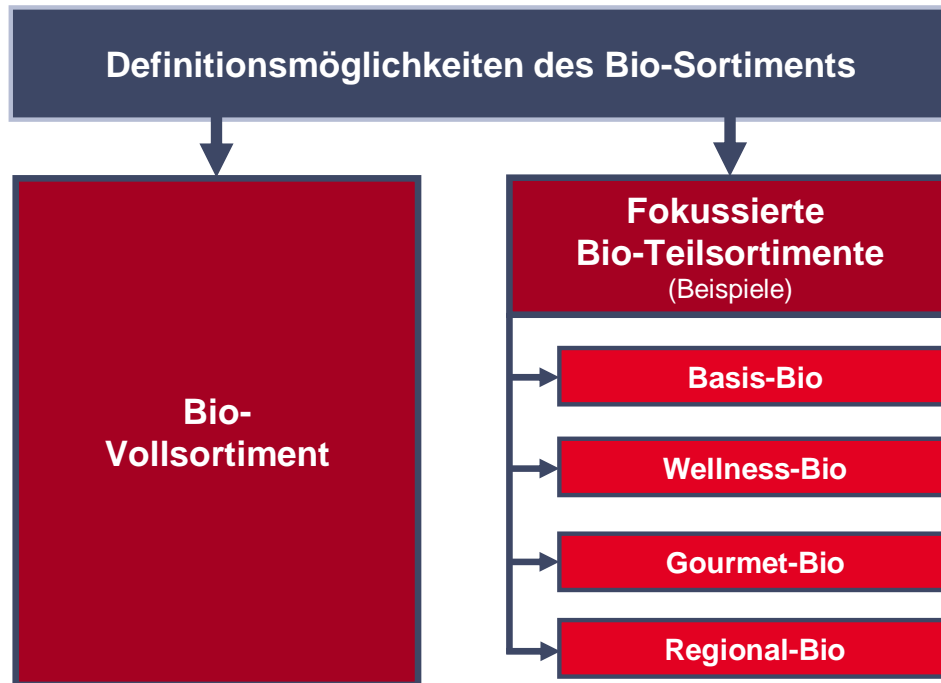 Definitionsmöglichkeiten des Bio-Sortiments
Bio-
Vollsortiment
Fokussierte
Bio-Teilsortimente
(Beispiele)
Basis-Bio
Wellness-Bio
Gourmet-Bio
Regional-Bio